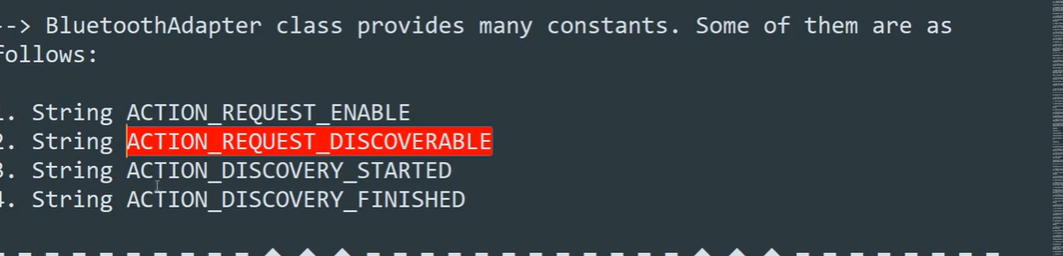 --> BluetoothAdapter class provides many constants. Some of them are as
follows:
1. String ACTION_REQUEST_ENABLE
2. String ACTION_REQUEST_DISCOVERABLE
3. String ACTION_DISCOVERY_STARTED
4. String ACTION_DISCOVERY_FINISHED